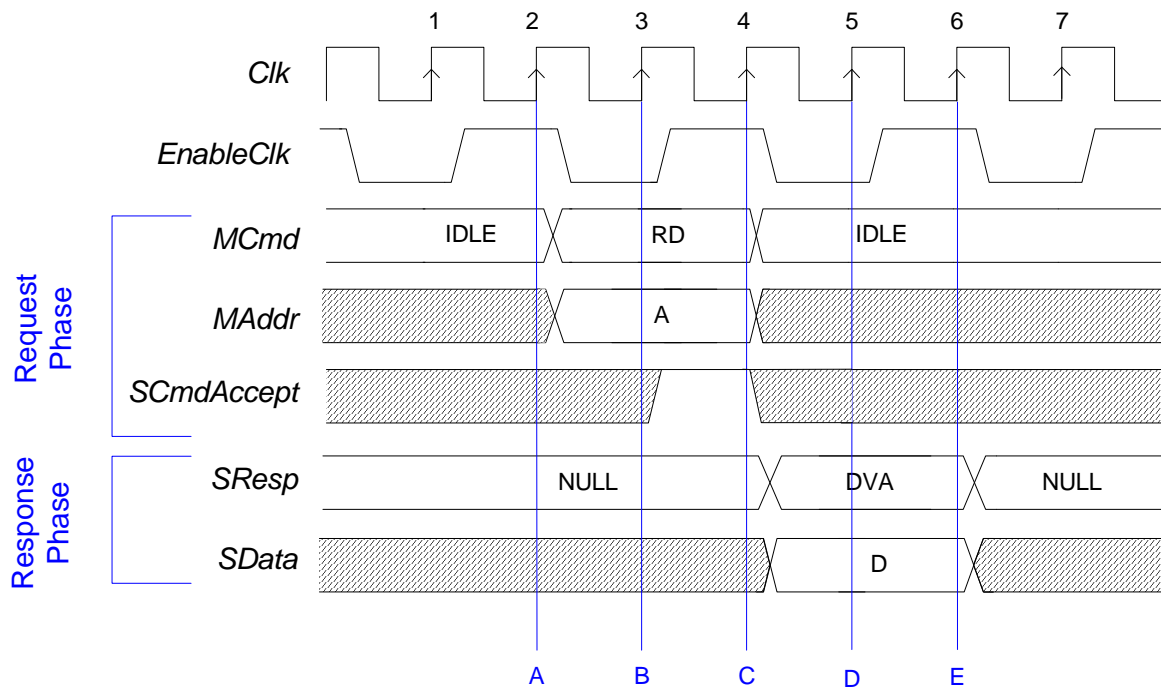 1 2 3 4 5 6 7
Clk
EnableClk
MCmd IDLE RD IDLE
MAddr A
SCmdAccept
Request
Phase
SResp NULL DVA NULL
SData D
Response
Phase
A B C D E